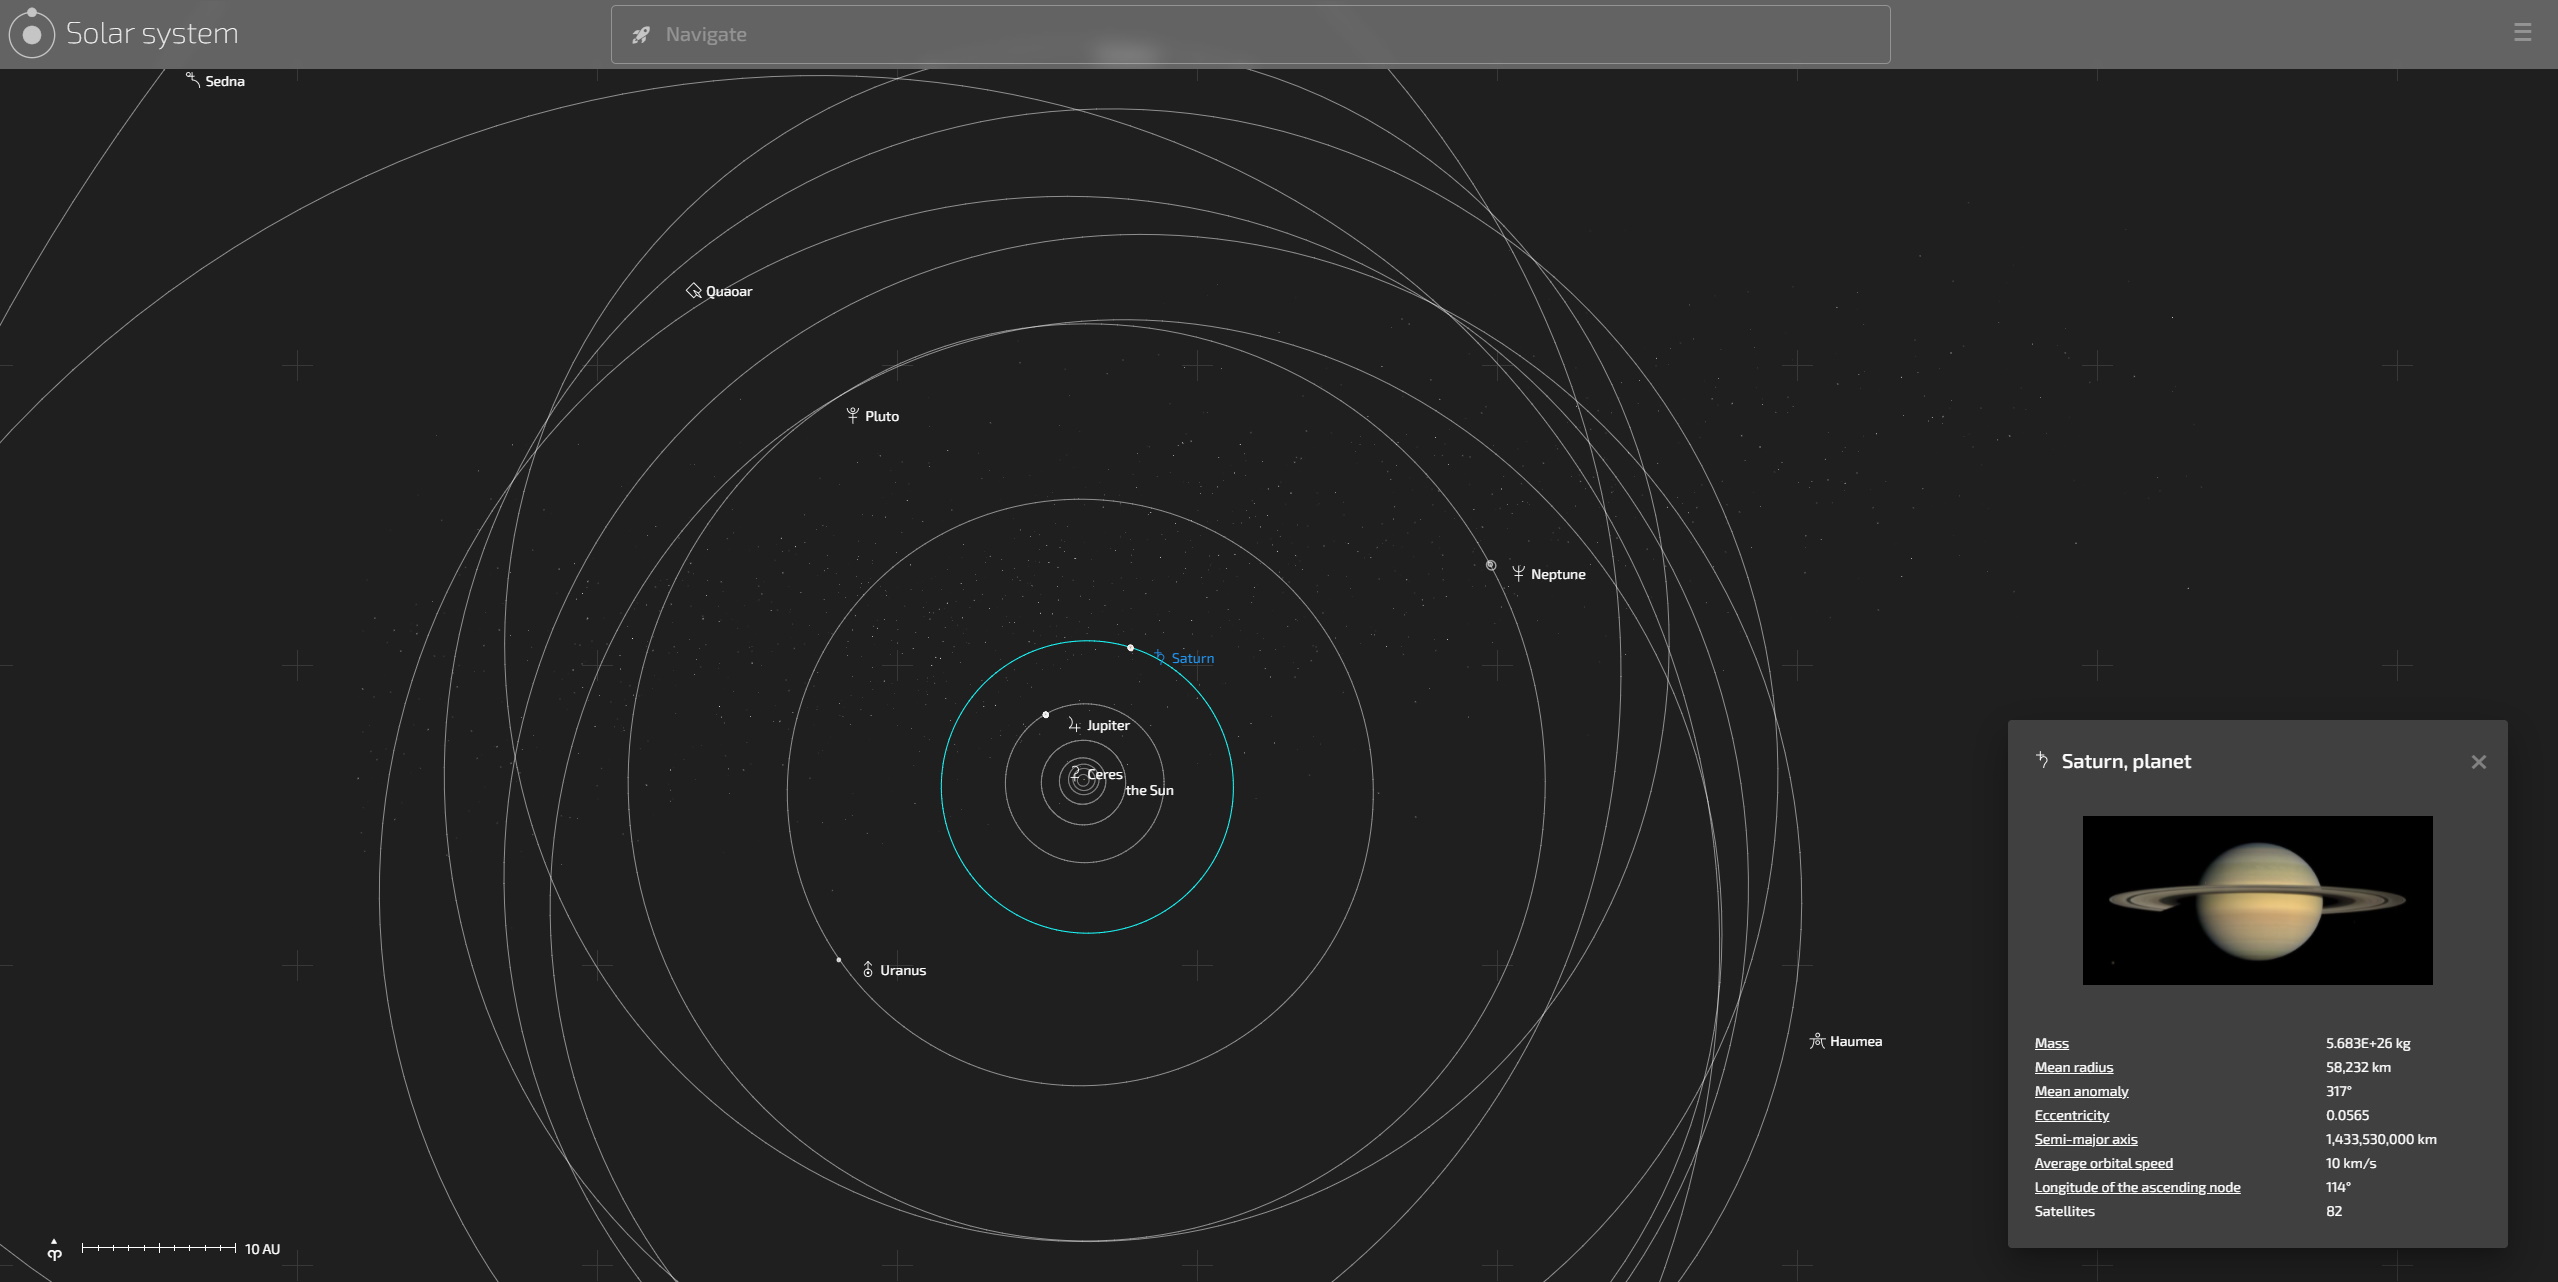 Solar system
Navigate
Sedna
Quaoar
Pluto
Neptune
Saturn
Jupiter
Ceres
the Sun
Uranus
Haumea
10 AU
Saturn, planet
Mass 5.683E+26 kg
Mean radius 58,232 km
Mean anomaly 317°
Eccentricity 0.0565
Semi-major axis 1,433,530,000 km
Average orbital speed 10 km/s
Longitude of the ascending node 114°
Satellites 82